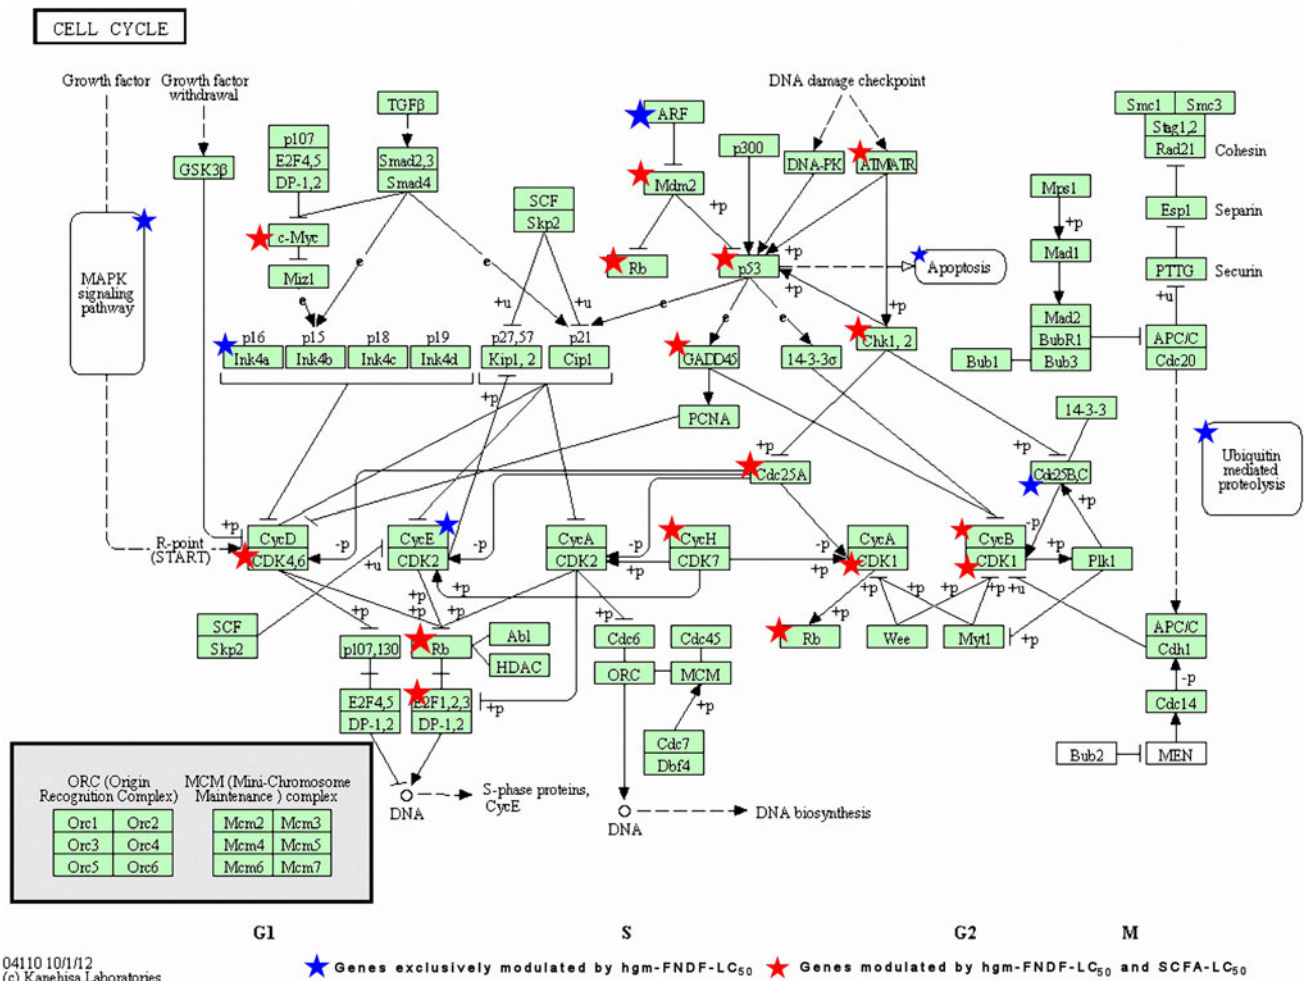 CELL CYCLE
Growth factor
Growth factor
withdrawal
DNA damage checkpoint
TGFβ
ARF
Smc1
Smc3
Stag1,2
Rad21
Cohesin
p107
E2F4,5
DP-1,2
Smad2,3
Smad4
p300
DNA-PK
ATMATR
GSK3β
Mdm2
Mps1
SCF
Skp2
+p
+p
Esp1
Separin
c-Myc
Rb
p53
+p
Apoptosis
Mad1
MAPK
signaling
pathway
Miz1
e
e
+p
PTTG
Securin
e
+u
+u
e
e
+p
+u
p16
Ink4a
p15
Ink4b
p18
Ink4c
p19
Ink4d
p27,57
Kip1, 2
p21
Cip1
GADD45
14-3-3σ
Chk1, 2
Mad2
BubR1
Bub3
Bub1
APC/C
Cdc20
PCNA
14-3-3
+p
+p
Cdc25A
Cdc25B,C
Ubiquitin
mediated
proteolysis
+p
R-point
(START)
+p
CycD
CDK4,6
-p
CycE
CDK2
-p
CycA
CDK2
-p
+p
CycH
CDK7
-p
+p
CycA
CDK1
CycB
CDK1
-p
+p
Plk1
+u
+p
+p
+p
+p
+p
+p
+p
+p
+u
+p
SCF
Skp2
p107,130
Rb
Abl
HDAC
Cdc6
Cdc45
Rb
Wee
Myt1
APC/C
Cdh1
ORC
MCM
-p
E2F4,5
DP-1,2
E2F1,2,3
DP-1,2
+p
+p
Cdc14
Cdc7
Dbf4
Bub2
MEN
ORC (Origin
Recognition Complex)
MCM (Mini-Chromosome
Maintenance ) complex
DNA
S-phase proteins,
CycE
DNA
DNA biosynthesis
Orc1 Orc2
Orc3 Orc4
Orc5 Orc6
Mcm2 Mcm3
Mcm4 Mcm5
Mcm6 Mcm7
G1
S
G2
M
04110 10/1/12
(c) Kanehisa Laboratories
Genes exclusively modulated by hgm-FNDF-LC50
Genes modulated by hgm-FNDF-LC50 and SCFA-LC50